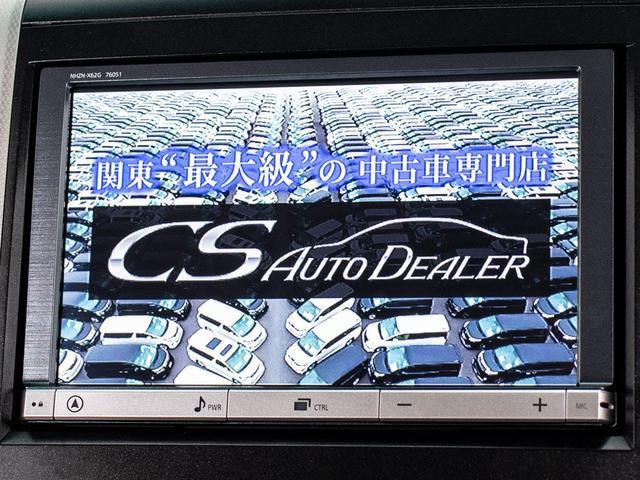 NHZN-X62G 76051
関東“最大級”の 中古車専門店
CS AUTO DEALER
PWR CTRL − + MIC